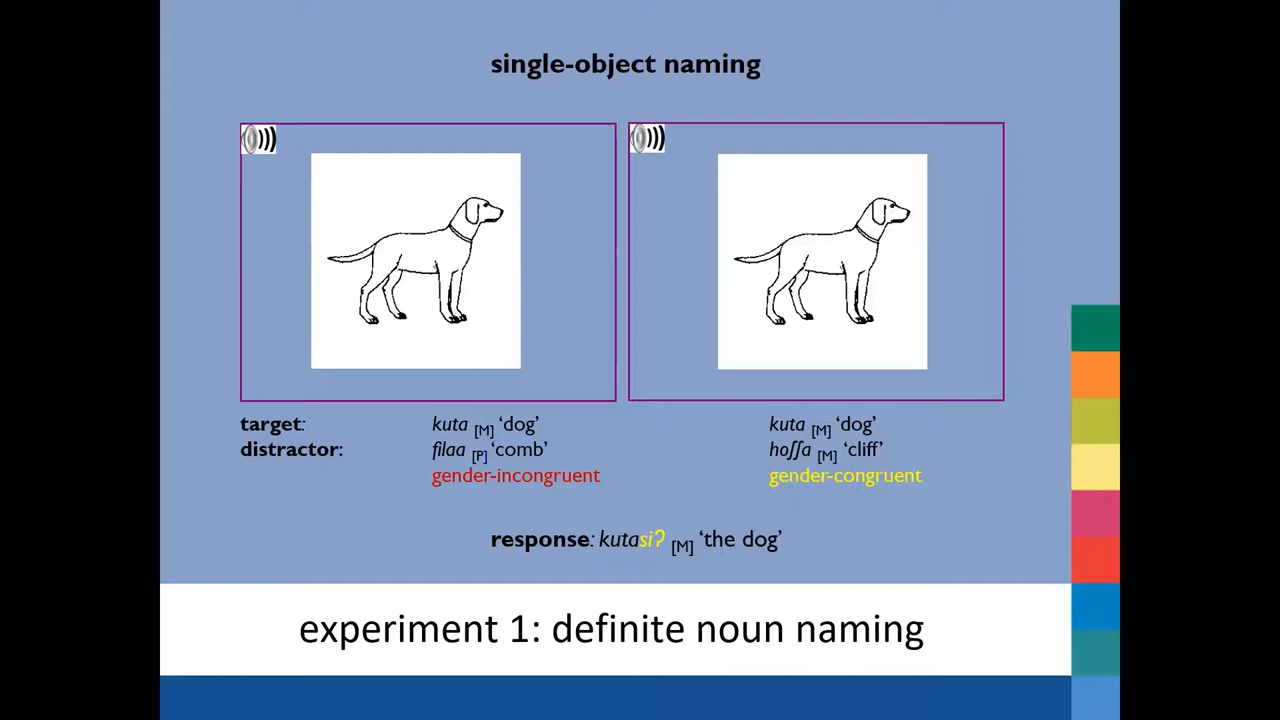 single-object naming
target: kuta [M] ‘dog’ kuta [M] ‘dog’
distractor: filaa [P] ‘comb’ hoʃʃa [M] ‘cliff’
gender-incongruent gender-congruent
response: kutasiʔ [M] ‘the dog’
experiment 1: definite noun naming